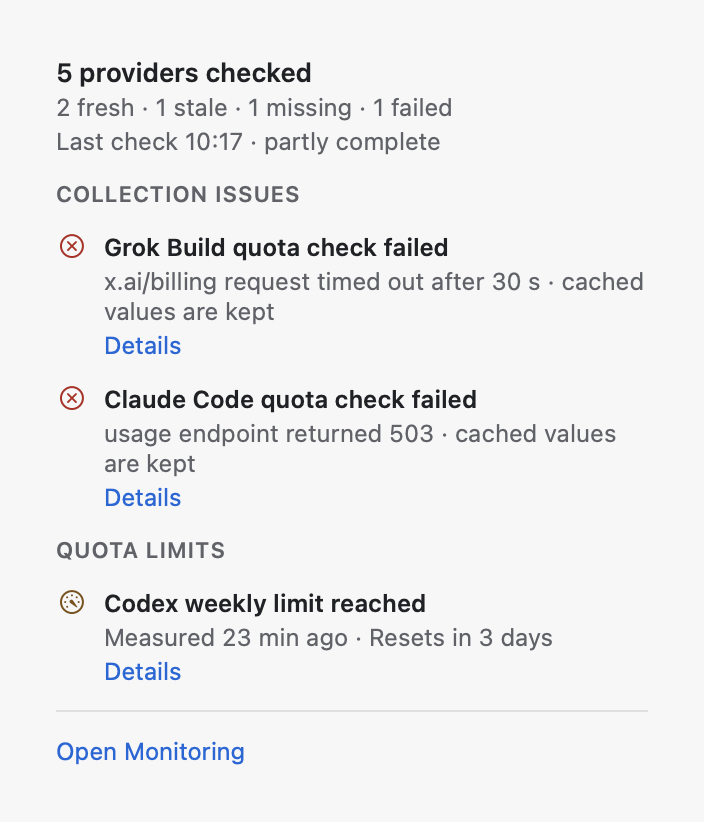 5 providers checked
2 fresh · 1 stale · 1 missing · 1 failed
Last check 10:17 · partly complete
COLLECTION ISSUES
Grok Build quota check failed
x.ai/billing request timed out after 30 s · cached
values are kept
Details
Claude Code quota check failed
usage endpoint returned 503 · cached values
are kept
Details
QUOTA LIMITS
Codex weekly limit reached
Measured 23 min ago · Resets in 3 days
Details
Open Monitoring